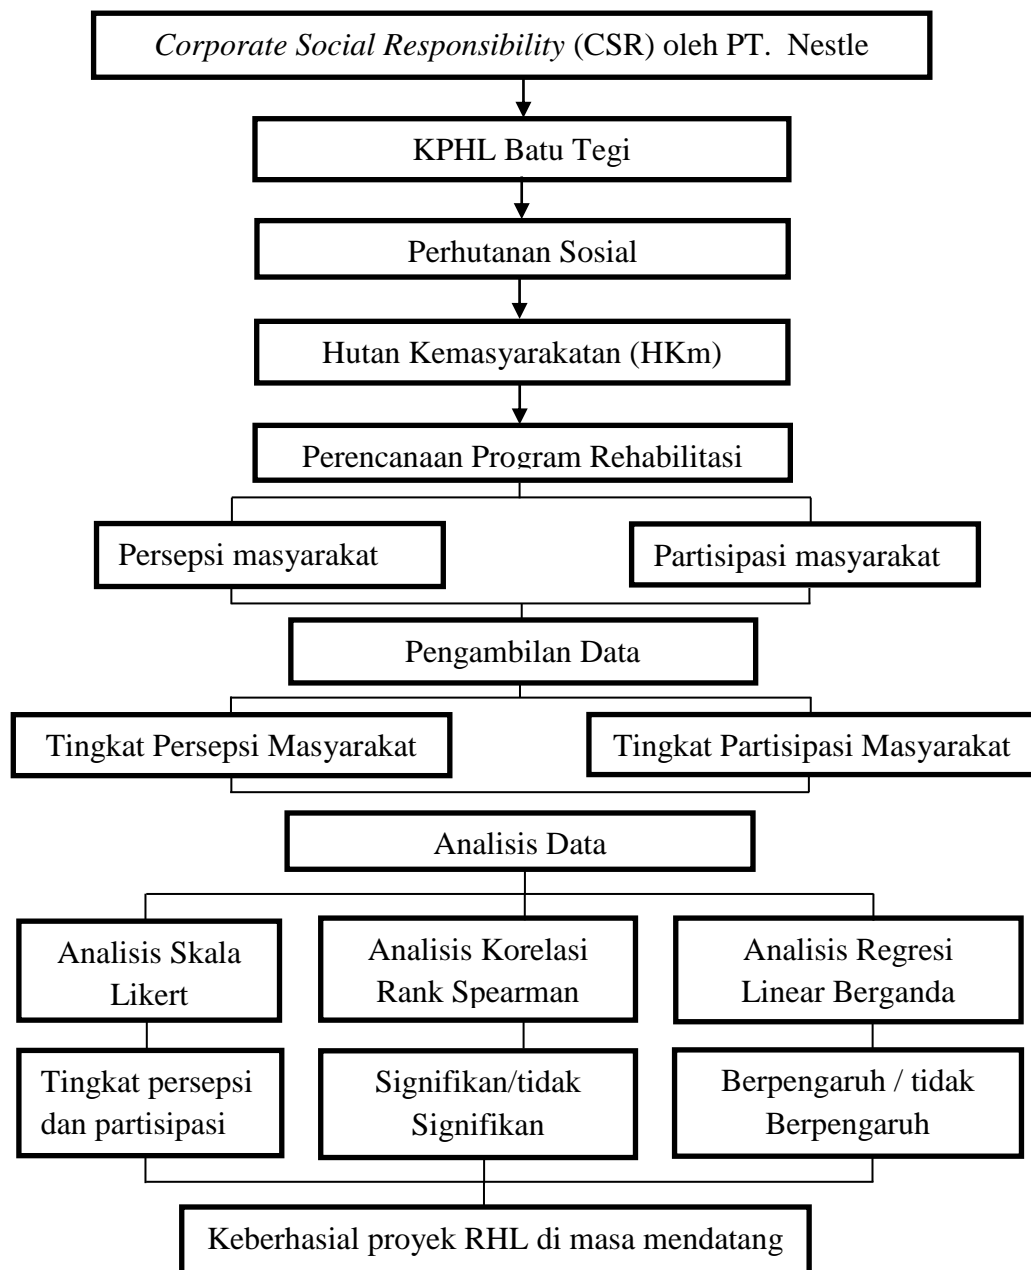 Corporate Social Responsibility (CSR) oleh PT. Nestle
KPHL Batu Tegi
Perhutanan Sosial
Hutan Kemasyarakatan (HKm)
Perencanaan Program Rehabilitasi
Persepsi masyarakat
Partisipasi masyarakat
Pengambilan Data
Tingkat Persepsi Masyarakat
Tingkat Partisipasi Masyarakat
Analisis Data
Analisis Skala
Likert
Analisis Korelasi
Rank Spearman
Analisis Regresi
Linear Berganda
Tingkat persepsi
dan partisipasi
Signifikan/tidak
Signifikan
Berpengaruh / tidak
Berpengaruh
Keberhasial proyek RHL di masa mendatang